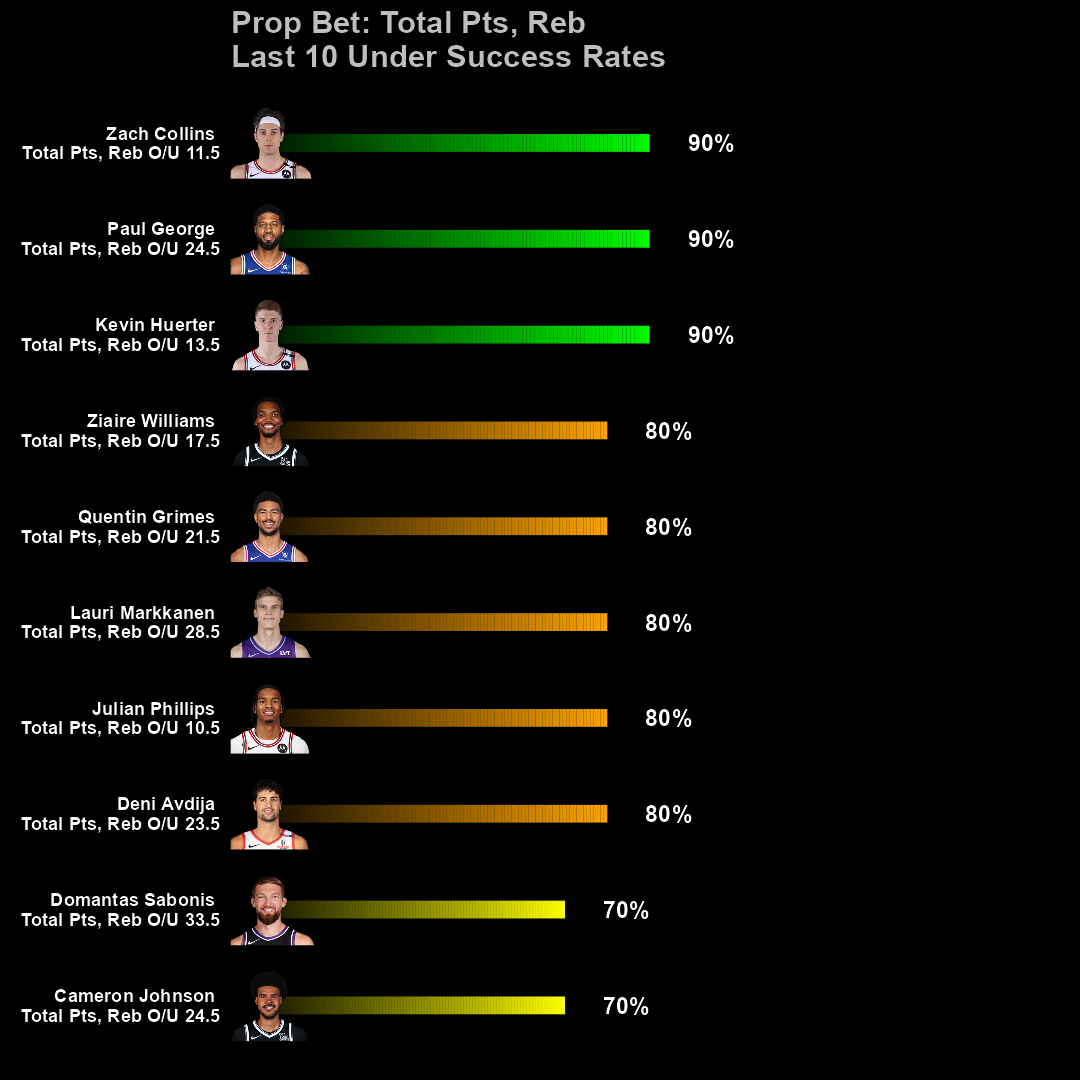 Prop Bet: Total Pts, Reb
Last 10 Under Success Rates
Zach Collins
Total Pts, Reb O/U 11.5
90%
Paul George
Total Pts, Reb O/U 24.5
90%
Kevin Huerter
Total Pts, Reb O/U 13.5
90%
Ziaire Williams
Total Pts, Reb O/U 17.5
80%
Quentin Grimes
Total Pts, Reb O/U 21.5
80%
Lauri Markkanen
Total Pts, Reb O/U 28.5
80%
Julian Phillips
Total Pts, Reb O/U 10.5
80%
Deni Avdija
Total Pts, Reb O/U 23.5
80%
Domantas Sabonis
Total Pts, Reb O/U 33.5
70%
Cameron Johnson
Total Pts, Reb O/U 24.5
70%